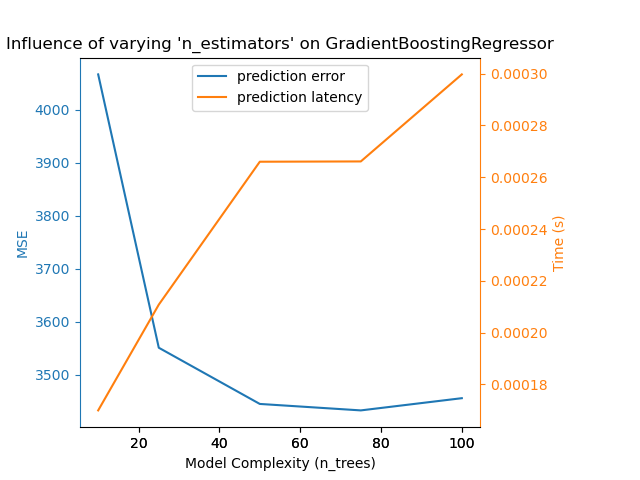 Influence of varying 'n_estimators' on GradientBoostingRegressor
prediction error
prediction latency
4000
3900
3800
3700
3600
3500
MSE
0.00030
0.00028
0.00026
0.00024
0.00022
0.00020
0.00018
Time (s)
20 40 60 80 100
Model Complexity (n_trees)